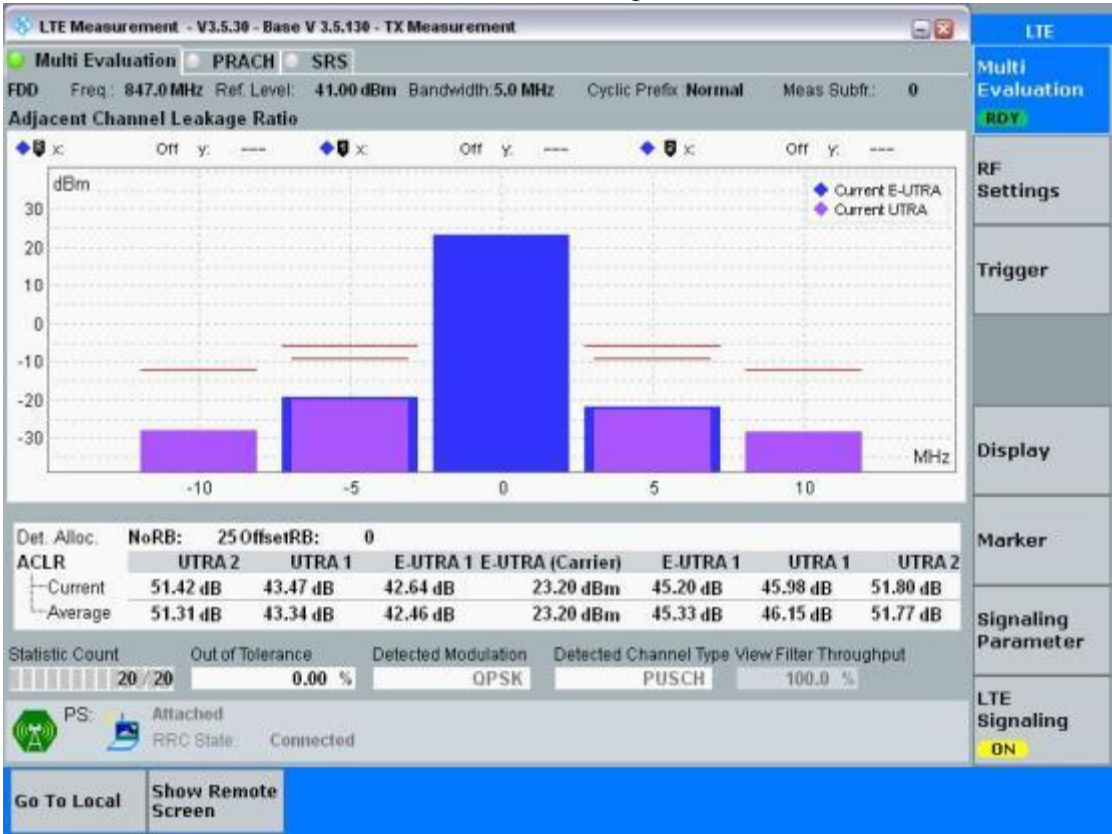 LTE Measurement - V3.5.30 - Base V 3.5.130 - TX Measurement
LTE
Multi Evaluation PRACH SRS
Multi
Evaluation
RDY
FDD Freq.: 847.0 MHz Ref. Level: 41.00 dBm Bandwidth: 5.0 MHz Cyclic Prefix: Normal Meas Subfr.: 0
Adjacent Channel Leakage Ratio
x: Off y: --- x: Off y: --- x: Off y: ---
dBm
Current E-UTRA
Current UTRA
30
20
10
0
-10
-20
-30
MHz
-10 -5 0 5 10
RF
Settings
Trigger
Display
Marker
Signaling
Parameter
LTE
Signaling
ON
Det. Alloc. NoRB: 25 OffsetRB: 0
ACLR UTRA 2 UTRA 1 E-UTRA 1 E-UTRA (Carrier) E-UTRA 1 UTRA 1 UTRA 2
Current 51.42 dB 43.47 dB 42.64 dB 23.20 dBm 45.20 dB 45.98 dB 51.80 dB
Average 51.31 dB 43.34 dB 42.46 dB 23.20 dBm 45.33 dB 46.15 dB 51.77 dB
Statistic Count Out of Tolerance Detected Modulation Detected Channel Type View Filter Throughput
20 / 20 0.00 % QPSK PUSCH 100.0 %
PS: Attached
RRC State: Connected
Go To Local
Show Remote
Screen